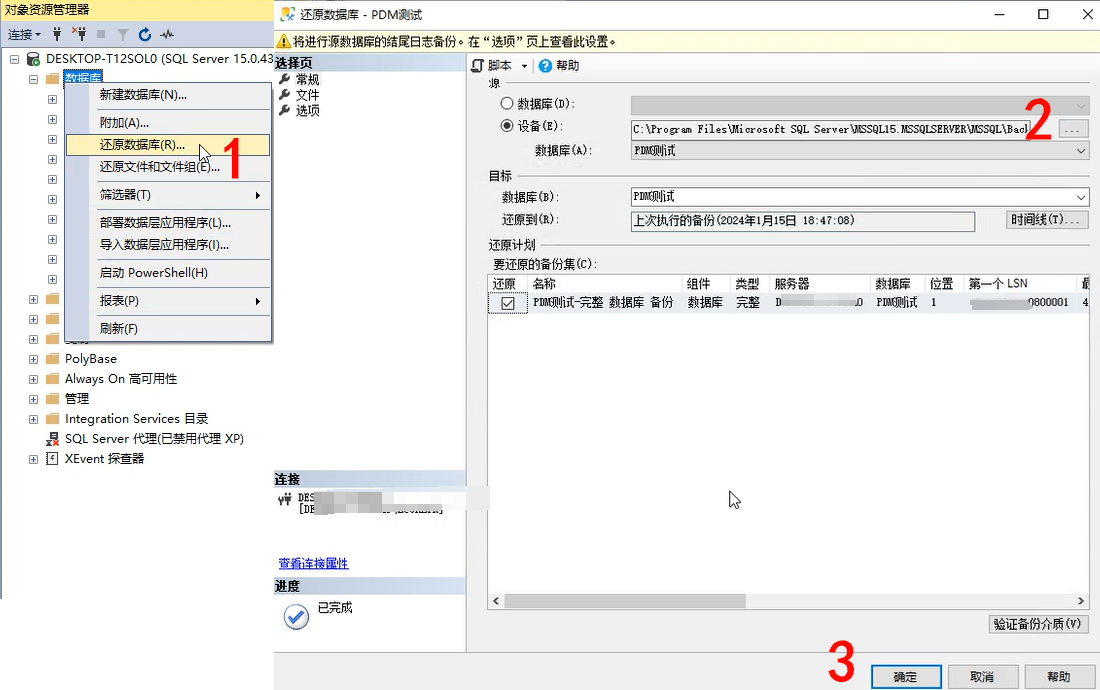 对象资源管理器
连接
DESKTOP-T12SOL0 (SQL Server 15.0.43
数据库
新建数据库(N)...
附加(A)...
还原数据库(R)...
1
还原文件和文件组(E)...
筛选器(T)
部署数据层应用程序(L)...
导入数据层应用程序(I)...
启动 PowerShell(H)
报表(P)
刷新(F)
PolyBase
Always On 高可用性
管理
Integration Services 目录
SQL Server 代理(已禁用代理 XP)
XEvent 探查器
还原数据库 - PDM测试
将进行源数据库的结尾日志备份。在“选项”页上查看此设置。
选择页
常规
文件
选项
脚本
帮助
源
数据库(D):
设备(E):
C:\Program Files\Microsoft SQL Server\MSSQL15.MSSQLSERVER\MSSQL\Back
2
...
数据库(A):
PDM测试
目标
数据库(B):
PDM测试
还原到(R):
上次执行的备份(2024年1月15日 18:47:08)
时间线(T)...
还原计划
要还原的备份集(C):
还原 名称 组件 类型 服务器 数据库 位置 第一个 LSN 最
PDM测试-完整 数据库 备份 数据库 完整 D 0 PDM测试 1 0800001 4
连接
DES
[DE
查看连接属性
进度
已完成
验证备份介质(V)
3
确定
取消
帮助